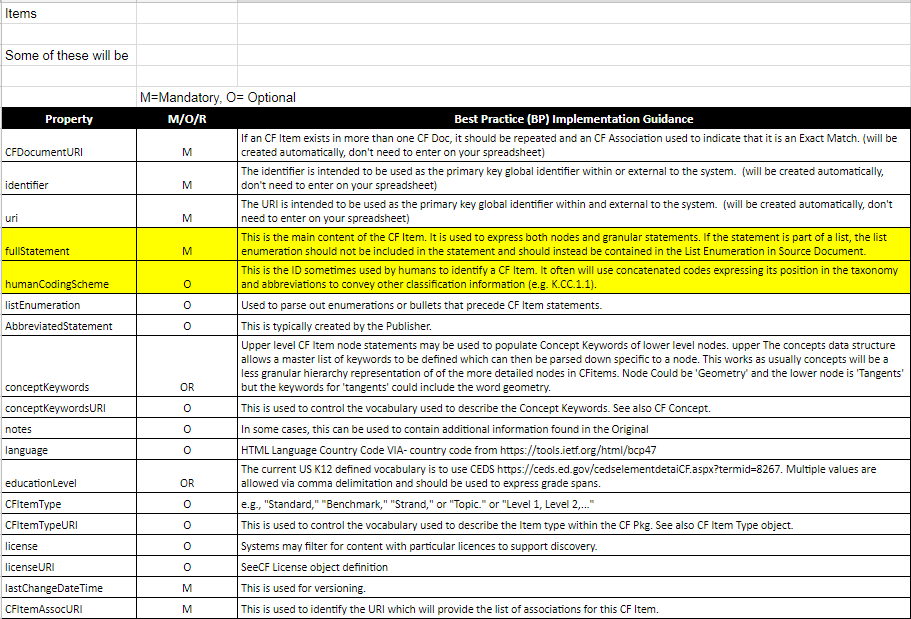 Items
Some of these will be
M=Mandatory, O= Optional
Property M/O/R Best Practice (BP) Implementation Guidance
If an CF Item exists in more than one CF Doc, it should be repeated and an CF Association used to indicate that it is an Exact Match. (will be
CFDocumentURI M created automatically, don't need to enter on your spreadsheet)
The identifier is intended to be used as the primary key global identifier within or external to the system. (will be created automatically,
identifier M don't need to enter on your spreadsheet)
The URI is intended to be used as the primary key global identifier within and external to the system. (will be created automatically, don't
uri M need to enter on your spreadsheet)
This is the main content of the CF Item. It is used to express both nodes and granular statements. If the statement is part of a list, the list
fullStatement M enumeration should not be included in the statement and should instead be contained in the List Enumeration in Source Document.
This is the ID sometimes used by humans to identify a CF Item. It often will use concatenated codes expressing its position in the taxonomy
humanCodingScheme O and abbreviations to convey other classification information (e.g. K.CC.1.1).
listEnumeration O Used to parse out enumerations or bullets that precede CF Item statements.
AbbreviatedStatement O This is typically created by the Publisher.
Upper level CF Item node statements may be used to populate Concept Keywords of lower level nodes. upper The concepts data structure
allows a master list of keywords to be defined which can then be parsed down specific to a node. This works as usually concepts will be a
less granular hierarchy representation of of the more detailed nodes in CFitems. Node Could be 'Geometry' and the lower node is 'Tangents'
conceptKeywords OR but the keywords for 'tangents' could include the word geometry.
conceptKeywordsURI O This is used to control the vocabulary used to describe the Concept Keywords. See also CF Concept.
notes O In some cases, this can be used to contain additional information found in the Original
language O HTML Language Country Code VIA- country code from https://tools.ietf.org/html/bcp47
The current US K12 defined vocabulary is to use CEDS https://ceds.ed.gov/cedselementdetaiCF.aspx?termid=8267. Multiple values are
educationLevel OR allowed via comma delimitation and should be used to express grade spans.
CFItemType O e.g., "Standard," "Benchmark," "Strand," or "Topic." or "Level 1, Level 2,..."
CFItemTypeURI O This is used to control the vocabulary used to describe the Item type within the CF Pkg. See also CF Item Type object.
license O Systems may filter for content with particular licences to support discovery.
licenseURI O SeeCF License object definition
lastChangeDateTime M This is used for versioning.
CFItemAssocURI M This is used to identify the URI which will provide the list of associations for this CF Item.